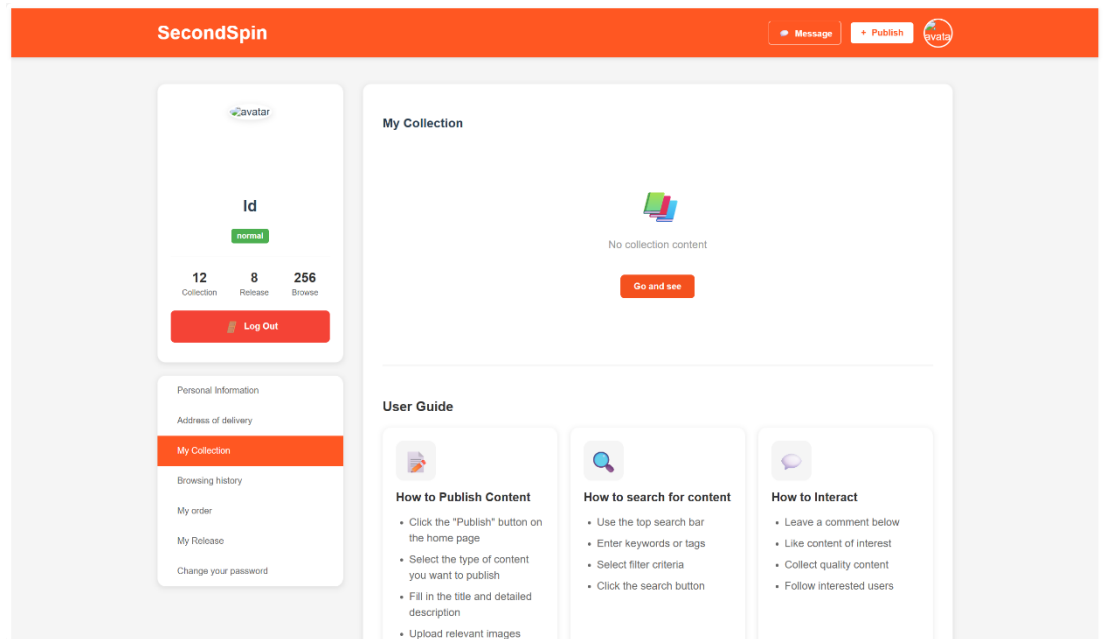 SecondSpin
Message
+ Publish
avata
avatar
My Collection
Id
normal
No collection content
12
8
256
Collection
Release
Browse
Go and see
Log Out
Personal Information
Address of delivery
My Collection
Browsing history
My order
My Release
Change your password
User Guide
How to Publish Content
• Click the "Publish" button on
the home page
• Select the type of content
you want to publish
• Fill in the title and detailed
description
• Upload relevant images
How to search for content
• Use the top search bar
• Enter keywords or tags
• Select filter criteria
• Click the search button
How to Interact
• Leave a comment below
• Like content of interest
• Collect quality content
• Follow interested users